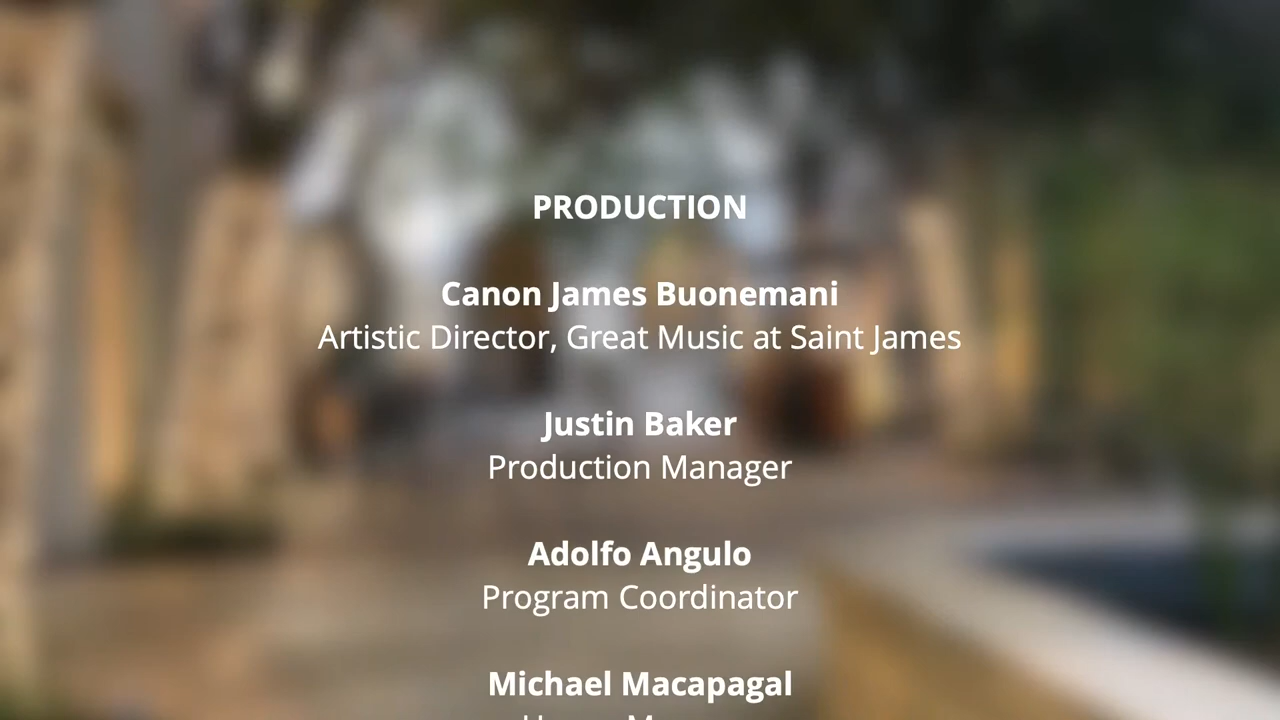 PRODUCTION
Canon James Buonemani
Artistic Director, Great Music at Saint James
Justin Baker
Production Manager
Adolfo Angulo
Program Coordinator
Michael Macapagal